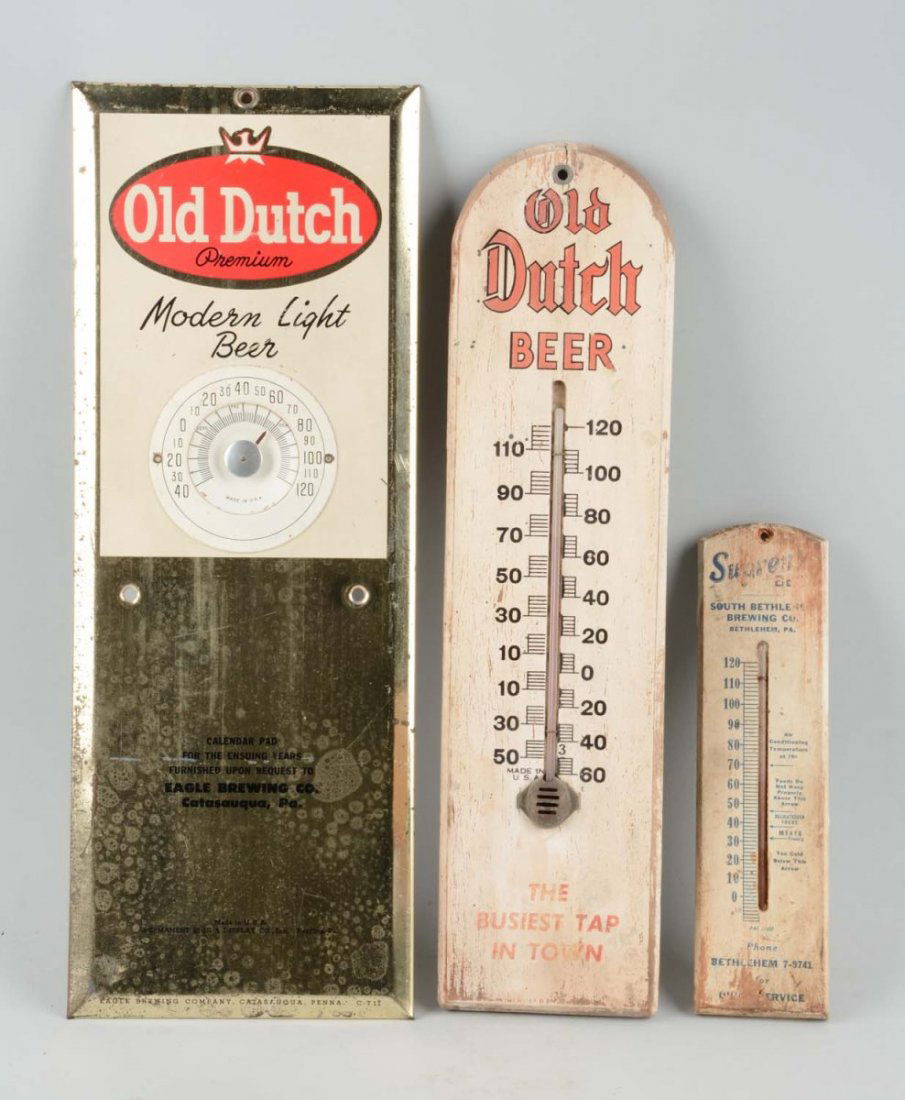 Old Dutch
Premium
Modern Light
Beer
40 30 20 10 0 10 20 30 40 50 60 70 80 90 100 110 120
MADE IN U.S.A.
CALENDAR PAD
FOR THE ENSUING YEARS
FURNISHED UPON REQUEST TO
EAGLE BREWING CO.
Catasauqua, Pa.
Made in U.S.A.
EAGLE BREWING COMPANY, CATASAUQUA, PENNA. C-711
Old
Dutch
BEER
120
110
100
90
80
70
60
50
40
30
20
10
0
10
20
30
40
50
60
3
MADE IN
U.S.A.
THE
BUSIEST TAP
IN TOWN
SOUTH
BREWING CO.
BETHLEHEM, PA.
120
110
100
90
80
70
60
50
40
30
20
10
0
Air
Conditioning
Temperature
at 70°
Foods Do
Not Keep
Properly
Above This
Arrow
MEATS
Too Cold
Below This
Arrow
Phone
BETHLEHEM 7-9741
SERVICE